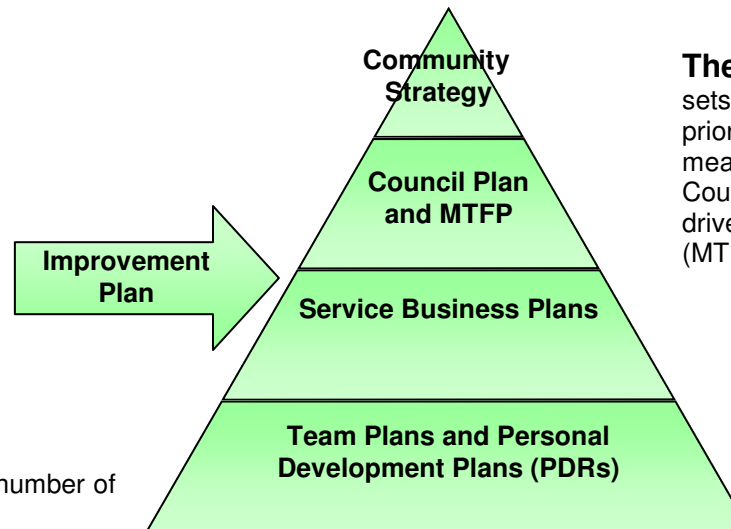 Community
Strategy
Council Plan
and MTFP
Improvement
Plan
Service Business Plans
Team Plans and Personal
Development Plans (PDRs)
The
sets
prior
mea
Cou
drive
(MT
number of